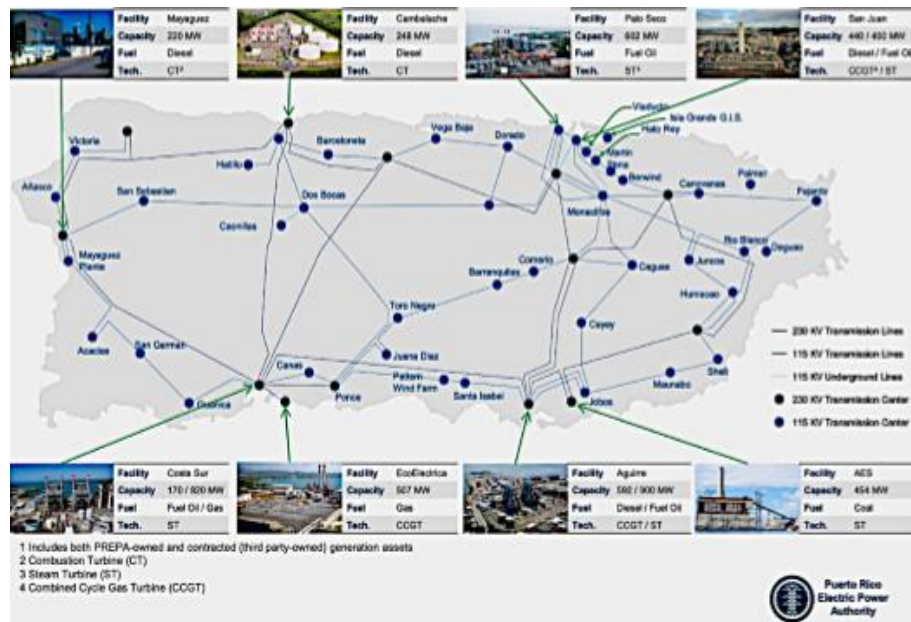 Facility Mayaguez
Capacity 220 MW
Fuel Diesel
Tech. CT²
Facility Cambalache
Capacity 248 MW
Fuel Diesel
Tech. CT
Facility Palo Seco
Capacity 602 MW
Fuel Fuel Oil
Tech. ST³
Facility San Juan
Capacity 440 / 400 MW
Fuel Diesel / Fuel Oil
Tech. CCGT⁴ / ST
Viaducto
Isla Grande G.I.S.
Hato Rey
Martin
Berwind
Victoria
Hatillo
Barceloneta
Vega Baja
Dorado
Canovanas
Palmer
Fajardo
Añasco
San Sebastian
Dos Bocas
Caonillas
Monacillos
Mayaguez
Planta
Comerio
Barranquitas
Caguas
Rio Blanco
Daguao
Juncos
Humacao
Toro Negro
Cayey
Acacias
San German
Canas
Juana Diaz
Pattern
Wind Farm
Santa Isabel
Guanica
Ponce
Jobos
Maunabo
Shell
230 KV Transmission Lines
115 KV Transmission Lines
115 KV Underground Lines
230 KV Transmission Center
115 KV Transmission Center
Facility Costa Sur
Capacity 170 / 820 MW
Fuel Fuel Oil / Gas
Tech. ST
Facility EcoElectrica
Capacity 507 MW
Fuel Gas
Tech. CCGT
Facility Aguirre
Capacity 592 / 900 MW
Fuel Diesel / Fuel Oil
Tech. CCGT / ST
Facility AES
Capacity 454 MW
Fuel Coal
Tech. ST
1 Includes both PREPA-owned and contracted (third party-owned) generation assets
2 Combustion Turbine (CT)
3 Steam Turbine (ST)
4 Combined Cycle Gas Turbine (CCGT)
Puerto Rico
Electric Power
Authority